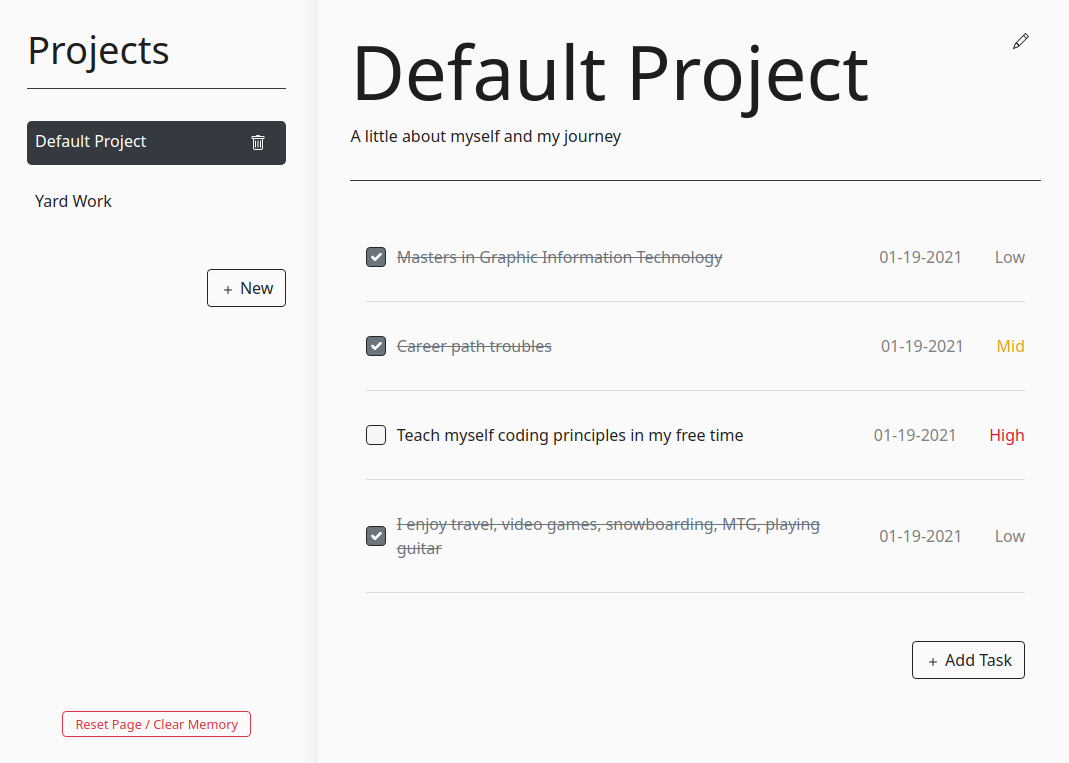 Projects
Default Project
Yard Work
+ New
Reset Page / Clear Memory
Default Project
A little about myself and my journey
Masters in Graphic Information Technology 01-19-2021 Low
Career path troubles 01-19-2021 Mid
Teach myself coding principles in my free time 01-19-2021 High
I enjoy travel, video games, snowboarding, MTG, playing
guitar 01-19-2021 Low
+ Add Task